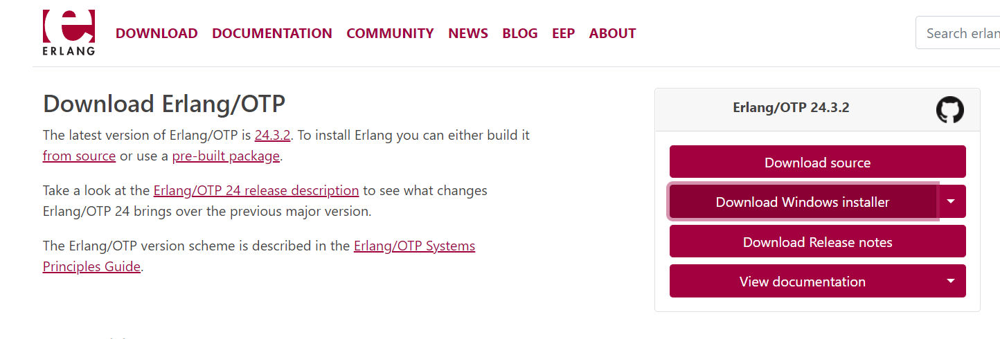 ERLANG
DOWNLOAD DOCUMENTATION COMMUNITY NEWS BLOG EEP ABOUT
Search erlan
Download Erlang/OTP
The latest version of Erlang/OTP is 24.3.2. To install Erlang you can either build it
from source or use a pre-built package.
Take a look at the Erlang/OTP 24 release description to see what changes
Erlang/OTP 24 brings over the previous major version.
The Erlang/OTP version scheme is described in the Erlang/OTP Systems
Principles Guide.
Erlang/OTP 24.3.2
Download source
Download Windows installer
Download Release notes
View documentation